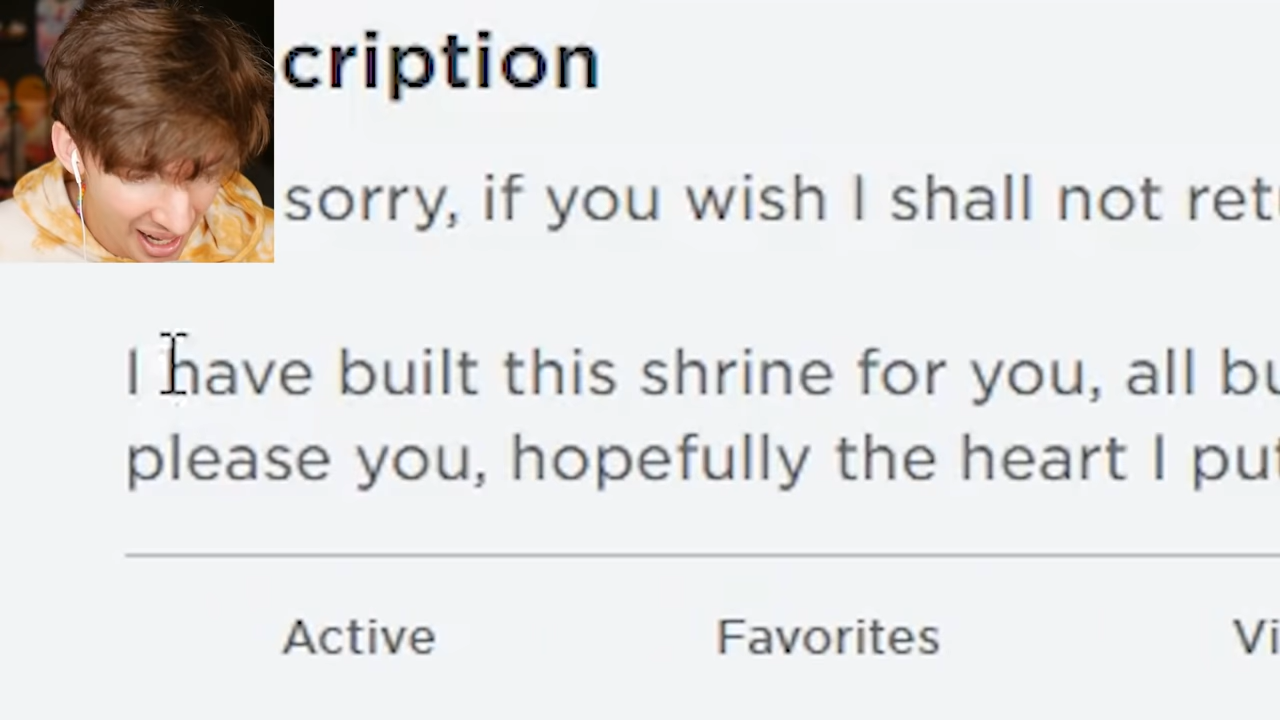 cription
sorry, if you wish I shall not ret
I have built this shrine for you, all bu
please you, hopefully the heart I put
Active Favorites Vi